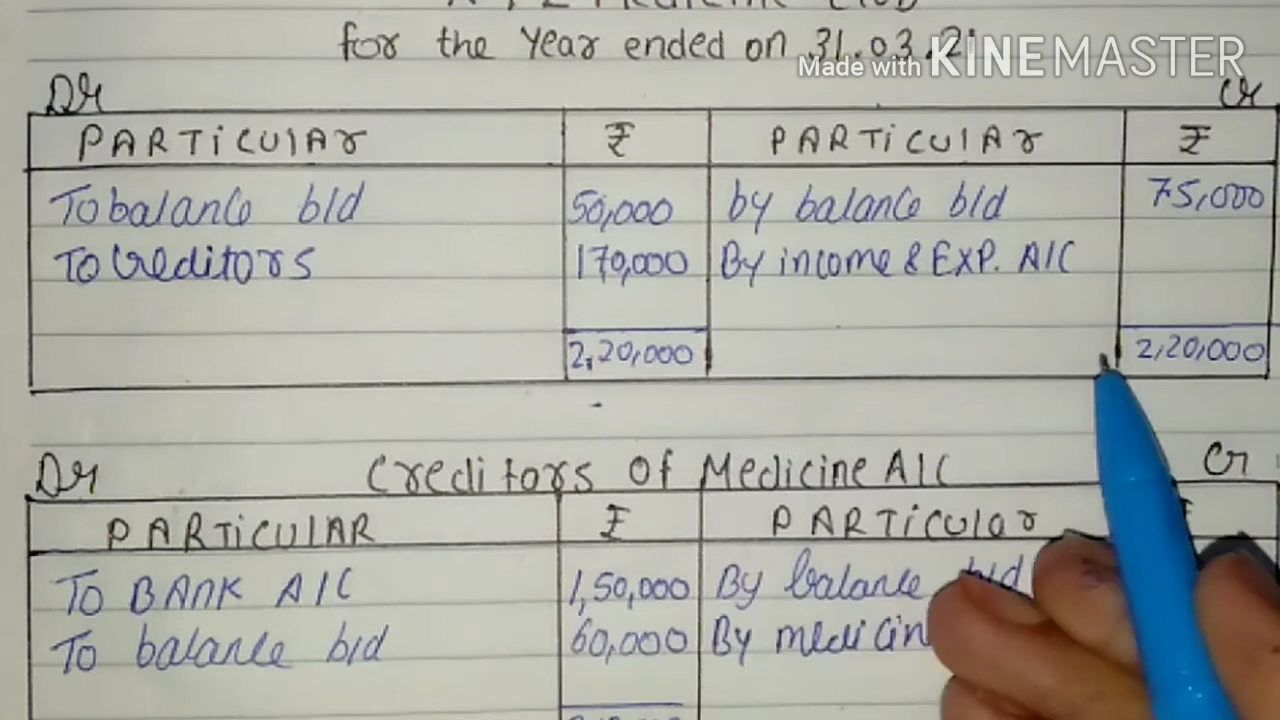 for the Year ended on 31.03.21
Made with KINEMASTER
Dr Cr
PARTiCUlAr ₹ PARTiCUlAr ₹
To balance b/d 50,000 by balance b/d 75,000
To Creditors 170,000 By income & EXP. A/C
2,20,000 2,20,000
Dr Creditors Of Medicine A/C Cr
PARTiCULAR ₹ PARTiCUlar
To BANK A/C 1,50,000 By balance b/d
To balance b/d 60,000 By medicin